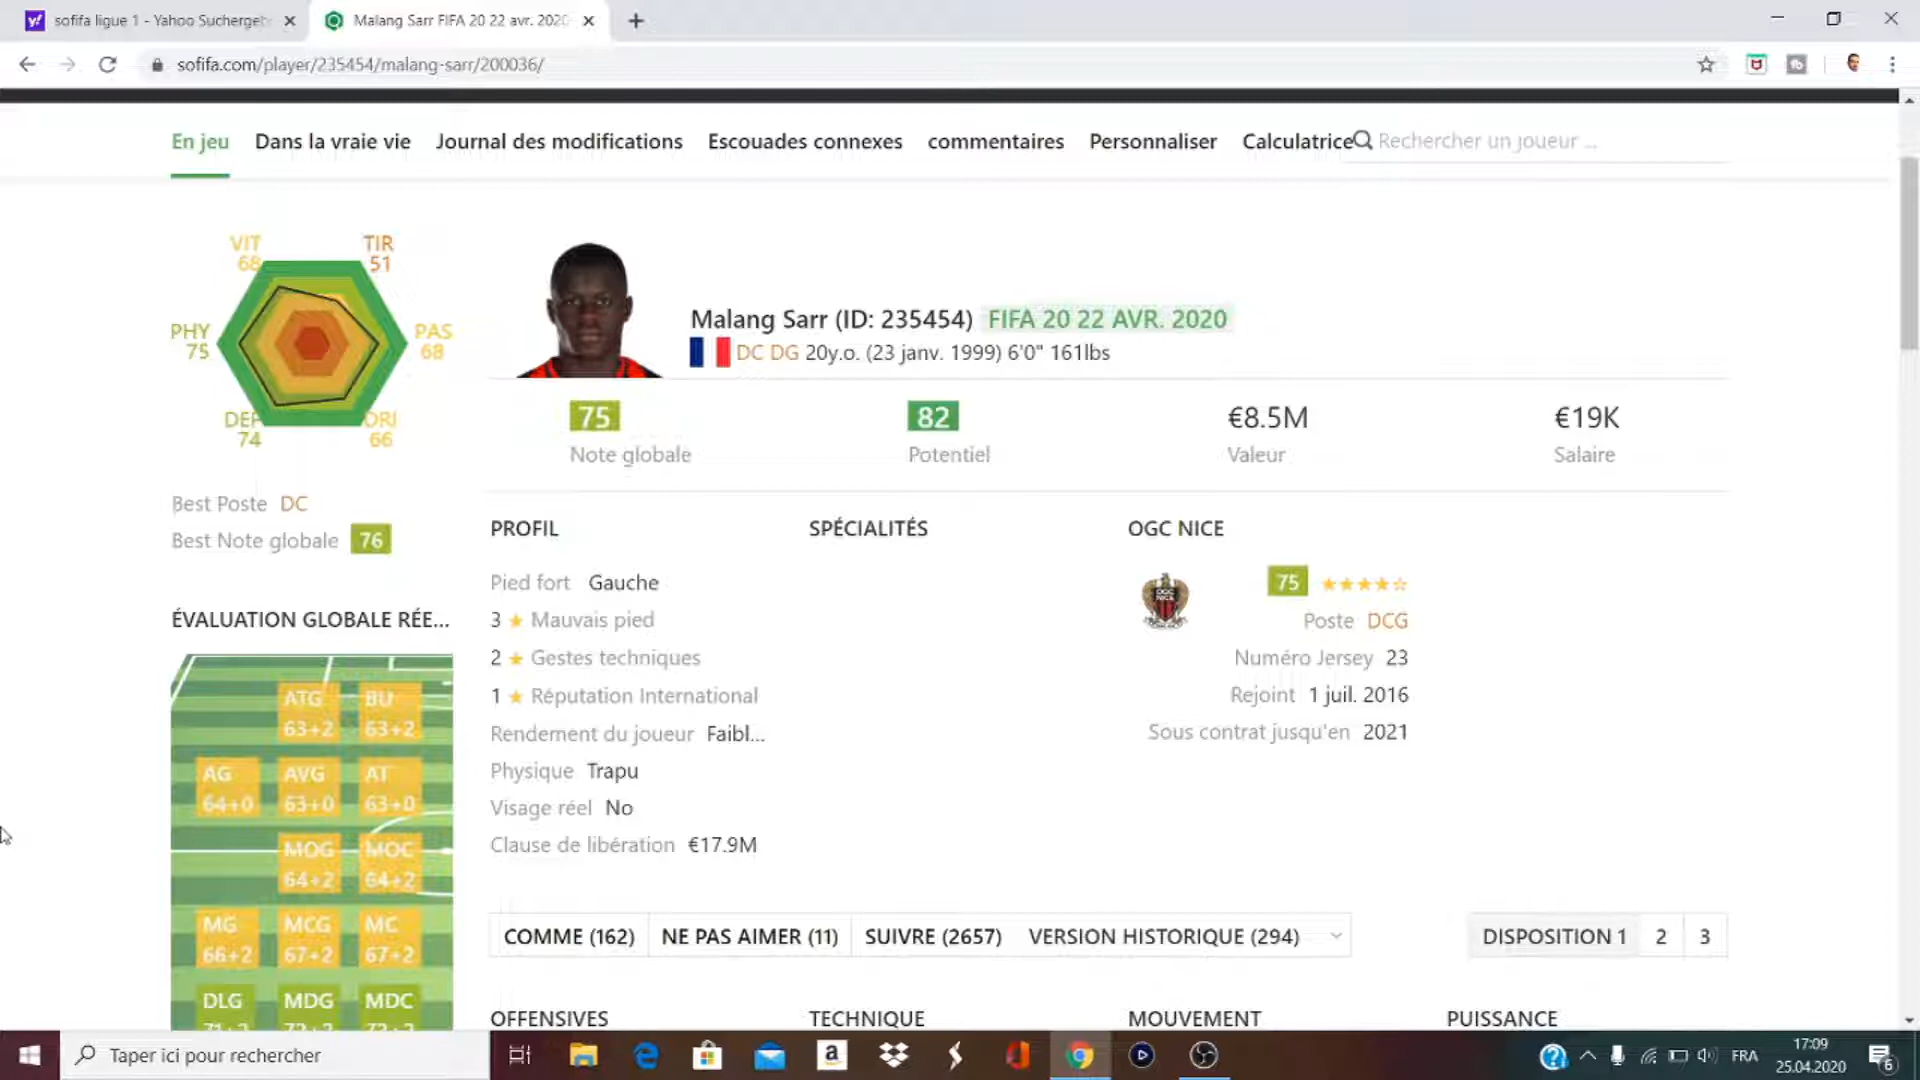 sofifa ligue 1 - Yahoo Suchergeb
Malang Sarr FIFA 20 22 avr. 2020
sofifa.com/player/235454/malang-sarr/200036/
En jeu
Dans la vraie vie
Journal des modifications
Escouades connexes
commentaires
Personnaliser
Calculatrice
Rechercher un joueur ...
VIT
68
TIR
51
PHY
75
PAS
68
DEF
74
DRI
66
Malang Sarr (ID: 235454) FIFA 20 22 AVR. 2020
DC DG 20y.o. (23 janv. 1999) 6'0" 161lbs
75
Note globale
82
Potentiel
€8.5M
Valeur
€19K
Salaire
Best Poste DC
Best Note globale 76
ÉVALUATION GLOBALE RÉE...
ATG BU
63+2 63+2
AG AVG AT
64+0 63+0 63+0
MOG MOC
64+2 64+2
MG MCG MC
66+2 67+2 67+2
DLG MDG MDC
71+2 72+2 72+2
PROFIL
Pied fort Gauche
3 ★ Mauvais pied
2 ★ Gestes techniques
1 ★ Réputation International
Rendement du joueur Faibl...
Physique Trapu
Visage réel No
Clause de libération €17.9M
SPÉCIALITÉS
OGC NICE
OGC
NICE
75 ★★★★☆
Poste DCG
Numéro Jersey 23
Rejoint 1 juil. 2016
Sous contrat jusqu'en 2021
COMME (162)
NE PAS AIMER (11)
SUIVRE (2657)
VERSION HISTORIQUE (294)
DISPOSITION 1 2 3
OFFENSIVES
TECHNIQUE
MOUVEMENT
PUISSANCE
Taper ici pour rechercher
FRA
17:09
25.04.2020
6